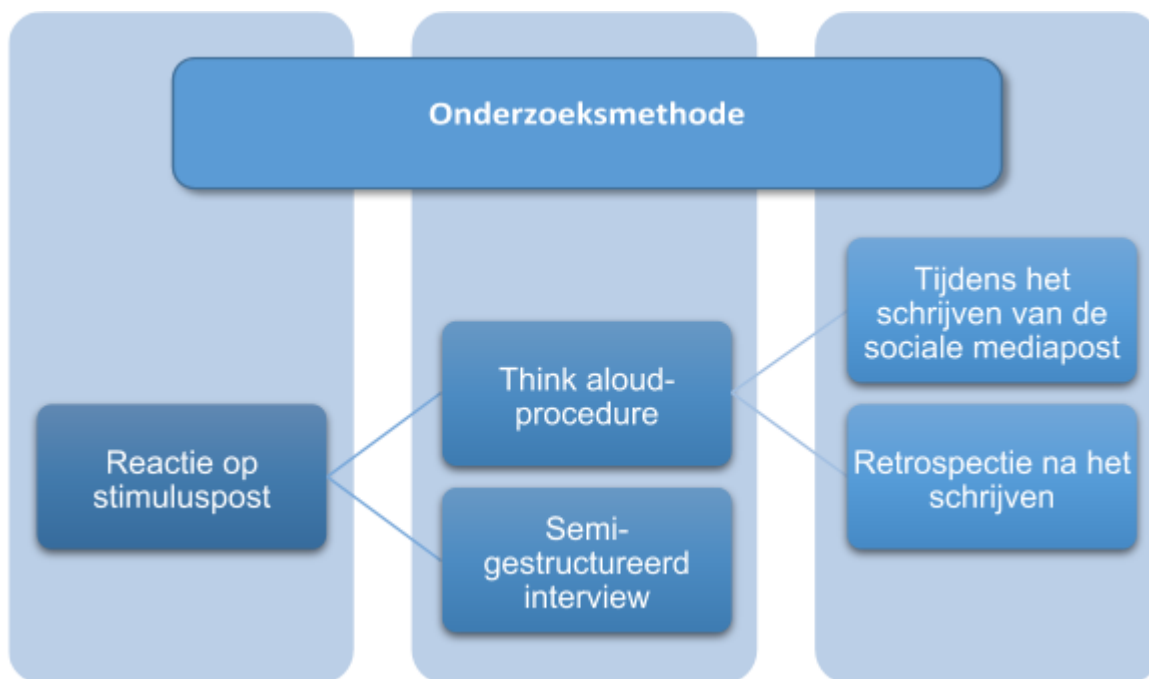 Onderzoeksmethode
Reactie op
stimuluspost
Think aloud-
procedure
Semi-
gestructureerd
interview
Tijdens het
schrijven van de
sociale mediapost
Retrospectie na het
schrijven